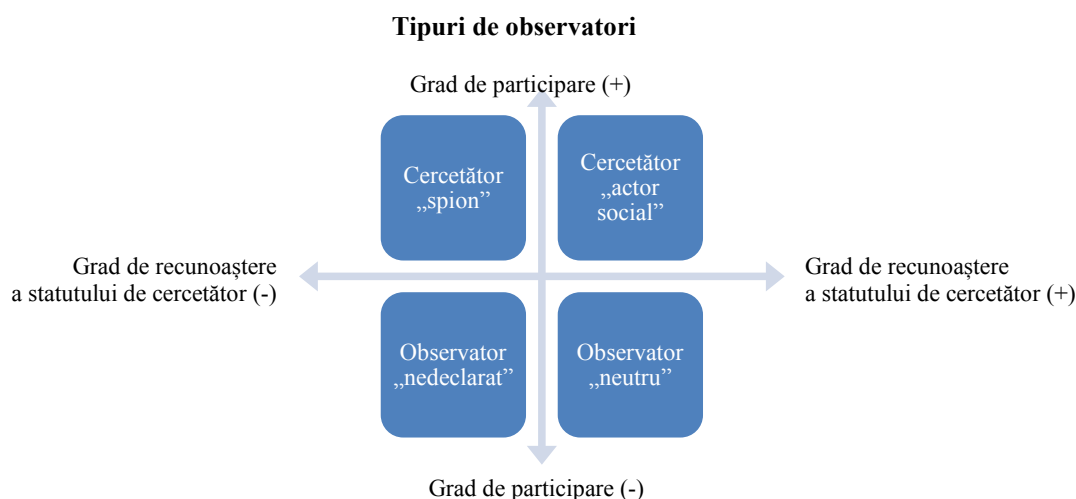 Tipuri de observatori
Grad de participare (+)
Cercetător
„spion”
Cercetător
„actor
social”
Grad de recunoaștere
a statutului de cercetător (-)
Grad de recunoaștere
a statutului de cercetător (+)
Observator
„nedeclarat”
Observator
„neutru”
Grad de participare (-)